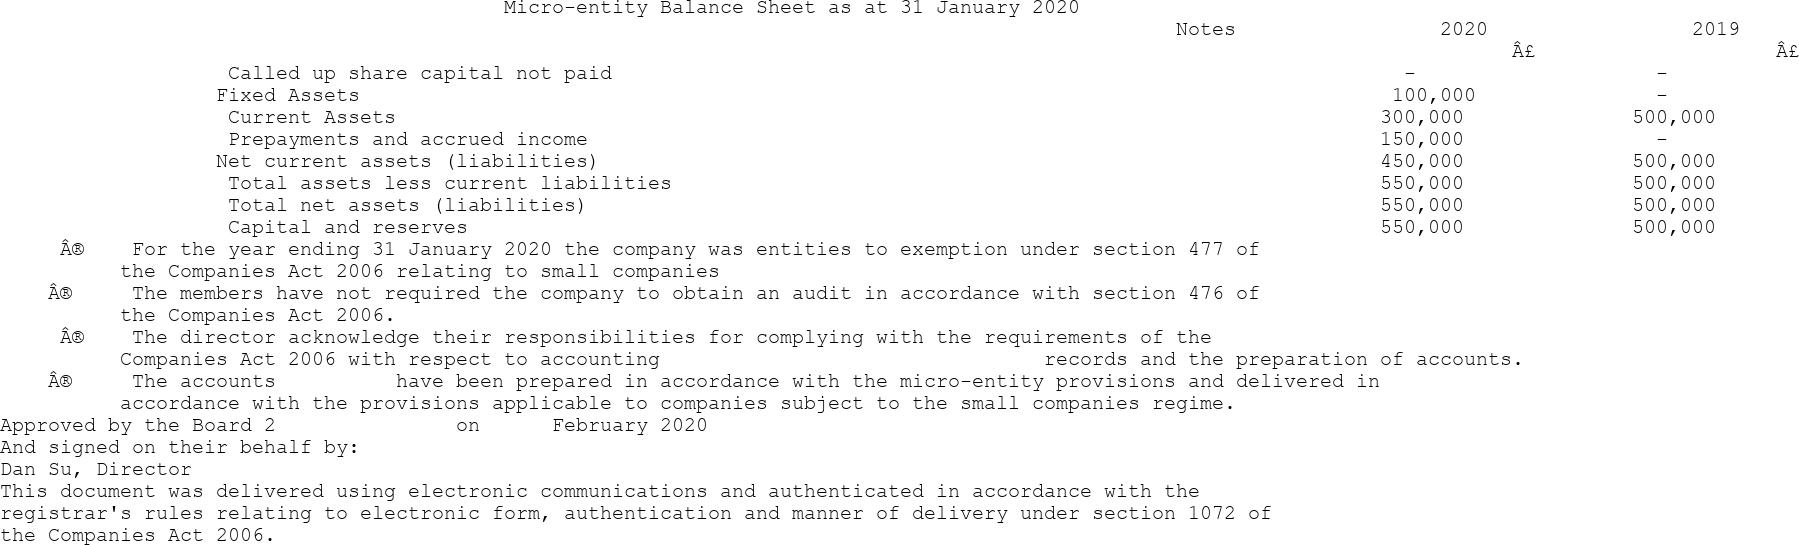 Micro-entity Balance Sheet as at 31 January 2020
Notes 2020 2019
Â£ Â£
Called up share capital not paid - -
Fixed Assets 100,000 -
Current Assets 300,000 500,000
Prepayments and accrued income 150,000 -
Net current assets (liabilities) 450,000 500,000
Total assets less current liabilities 550,000 500,000
Total net assets (liabilities) 550,000 500,000
Capital and reserves 550,000 500,000
Â® For the year ending 31 January 2020 the company was entities to exemption under section 477 of
the Companies Act 2006 relating to small companies
Â® The members have not required the company to obtain an audit in accordance with section 476 of
the Companies Act 2006.
Â® The director acknowledge their responsibilities for complying with the requirements of the
Companies Act 2006 with respect to accounting records and the preparation of accounts.
Â® The accounts have been prepared in accordance with the micro-entity provisions and delivered in
accordance with the provisions applicable to companies subject to the small companies regime.
Approved by the Board 2 on February 2020
And signed on their behalf by:
Dan Su, Director
This document was delivered using electronic communications and authenticated in accordance with the
registrar's rules relating to electronic form, authentication and manner of delivery under section 1072 of
the Companies Act 2006.